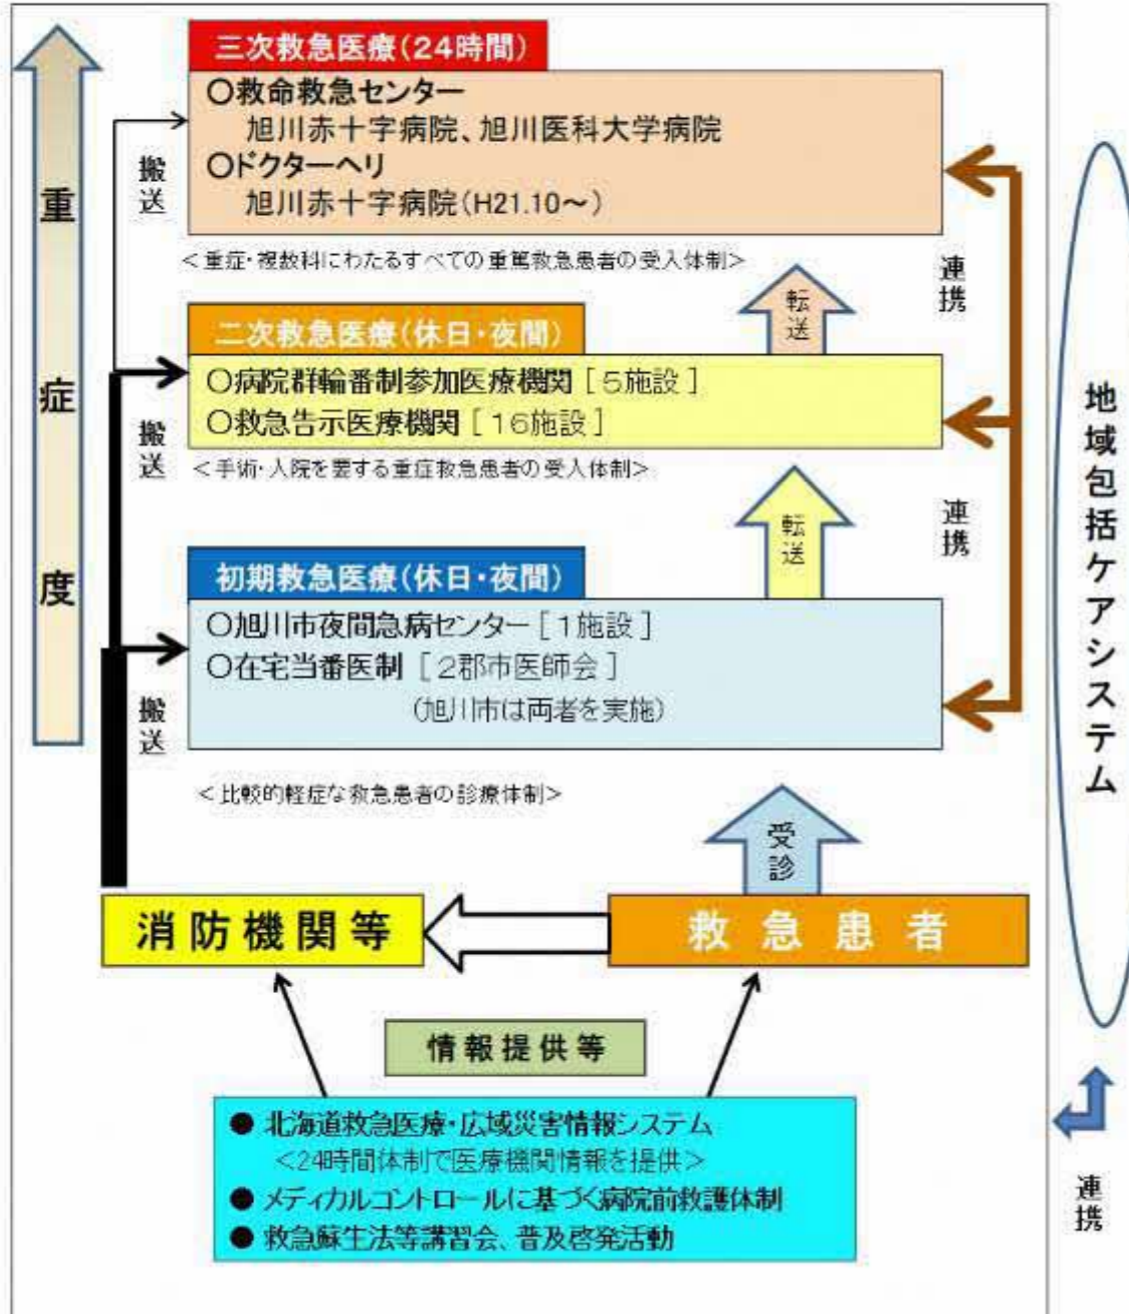 三次救急医療(24時間)
○救命救急センター
旭川赤十字病院、旭川医科大学病院
○ドクターヘリ
旭川赤十字病院(H21.10～)
搬送
＜重症・複数科にわたるすべての重篤救急患者の受入体制＞
重症度
転送
連携
二次救急医療(休日・夜間)
○病院群輪番制参加医療機関［5施設］
○救急告示医療機関［16施設］
搬送
＜手術・入院を要する重症救急患者の受入体制＞
転送
連携
地域包括ケアシステム
初期救急医療(休日・夜間)
○旭川市夜間急病センター［1施設］
○在宅当番医制［2郡市医師会］
(旭川市は両者を実施)
搬送
＜比較的軽症な救急患者の診療体制＞
受診
消防機関等
救急患者
情報提供等
●北海道救急医療・広域災害情報システム
＜24時間体制で医療機関情報を提供＞
●メディカルコントロールに基づく病院前救護体制
●救急蘇生法等講習会、普及啓発活動
連携